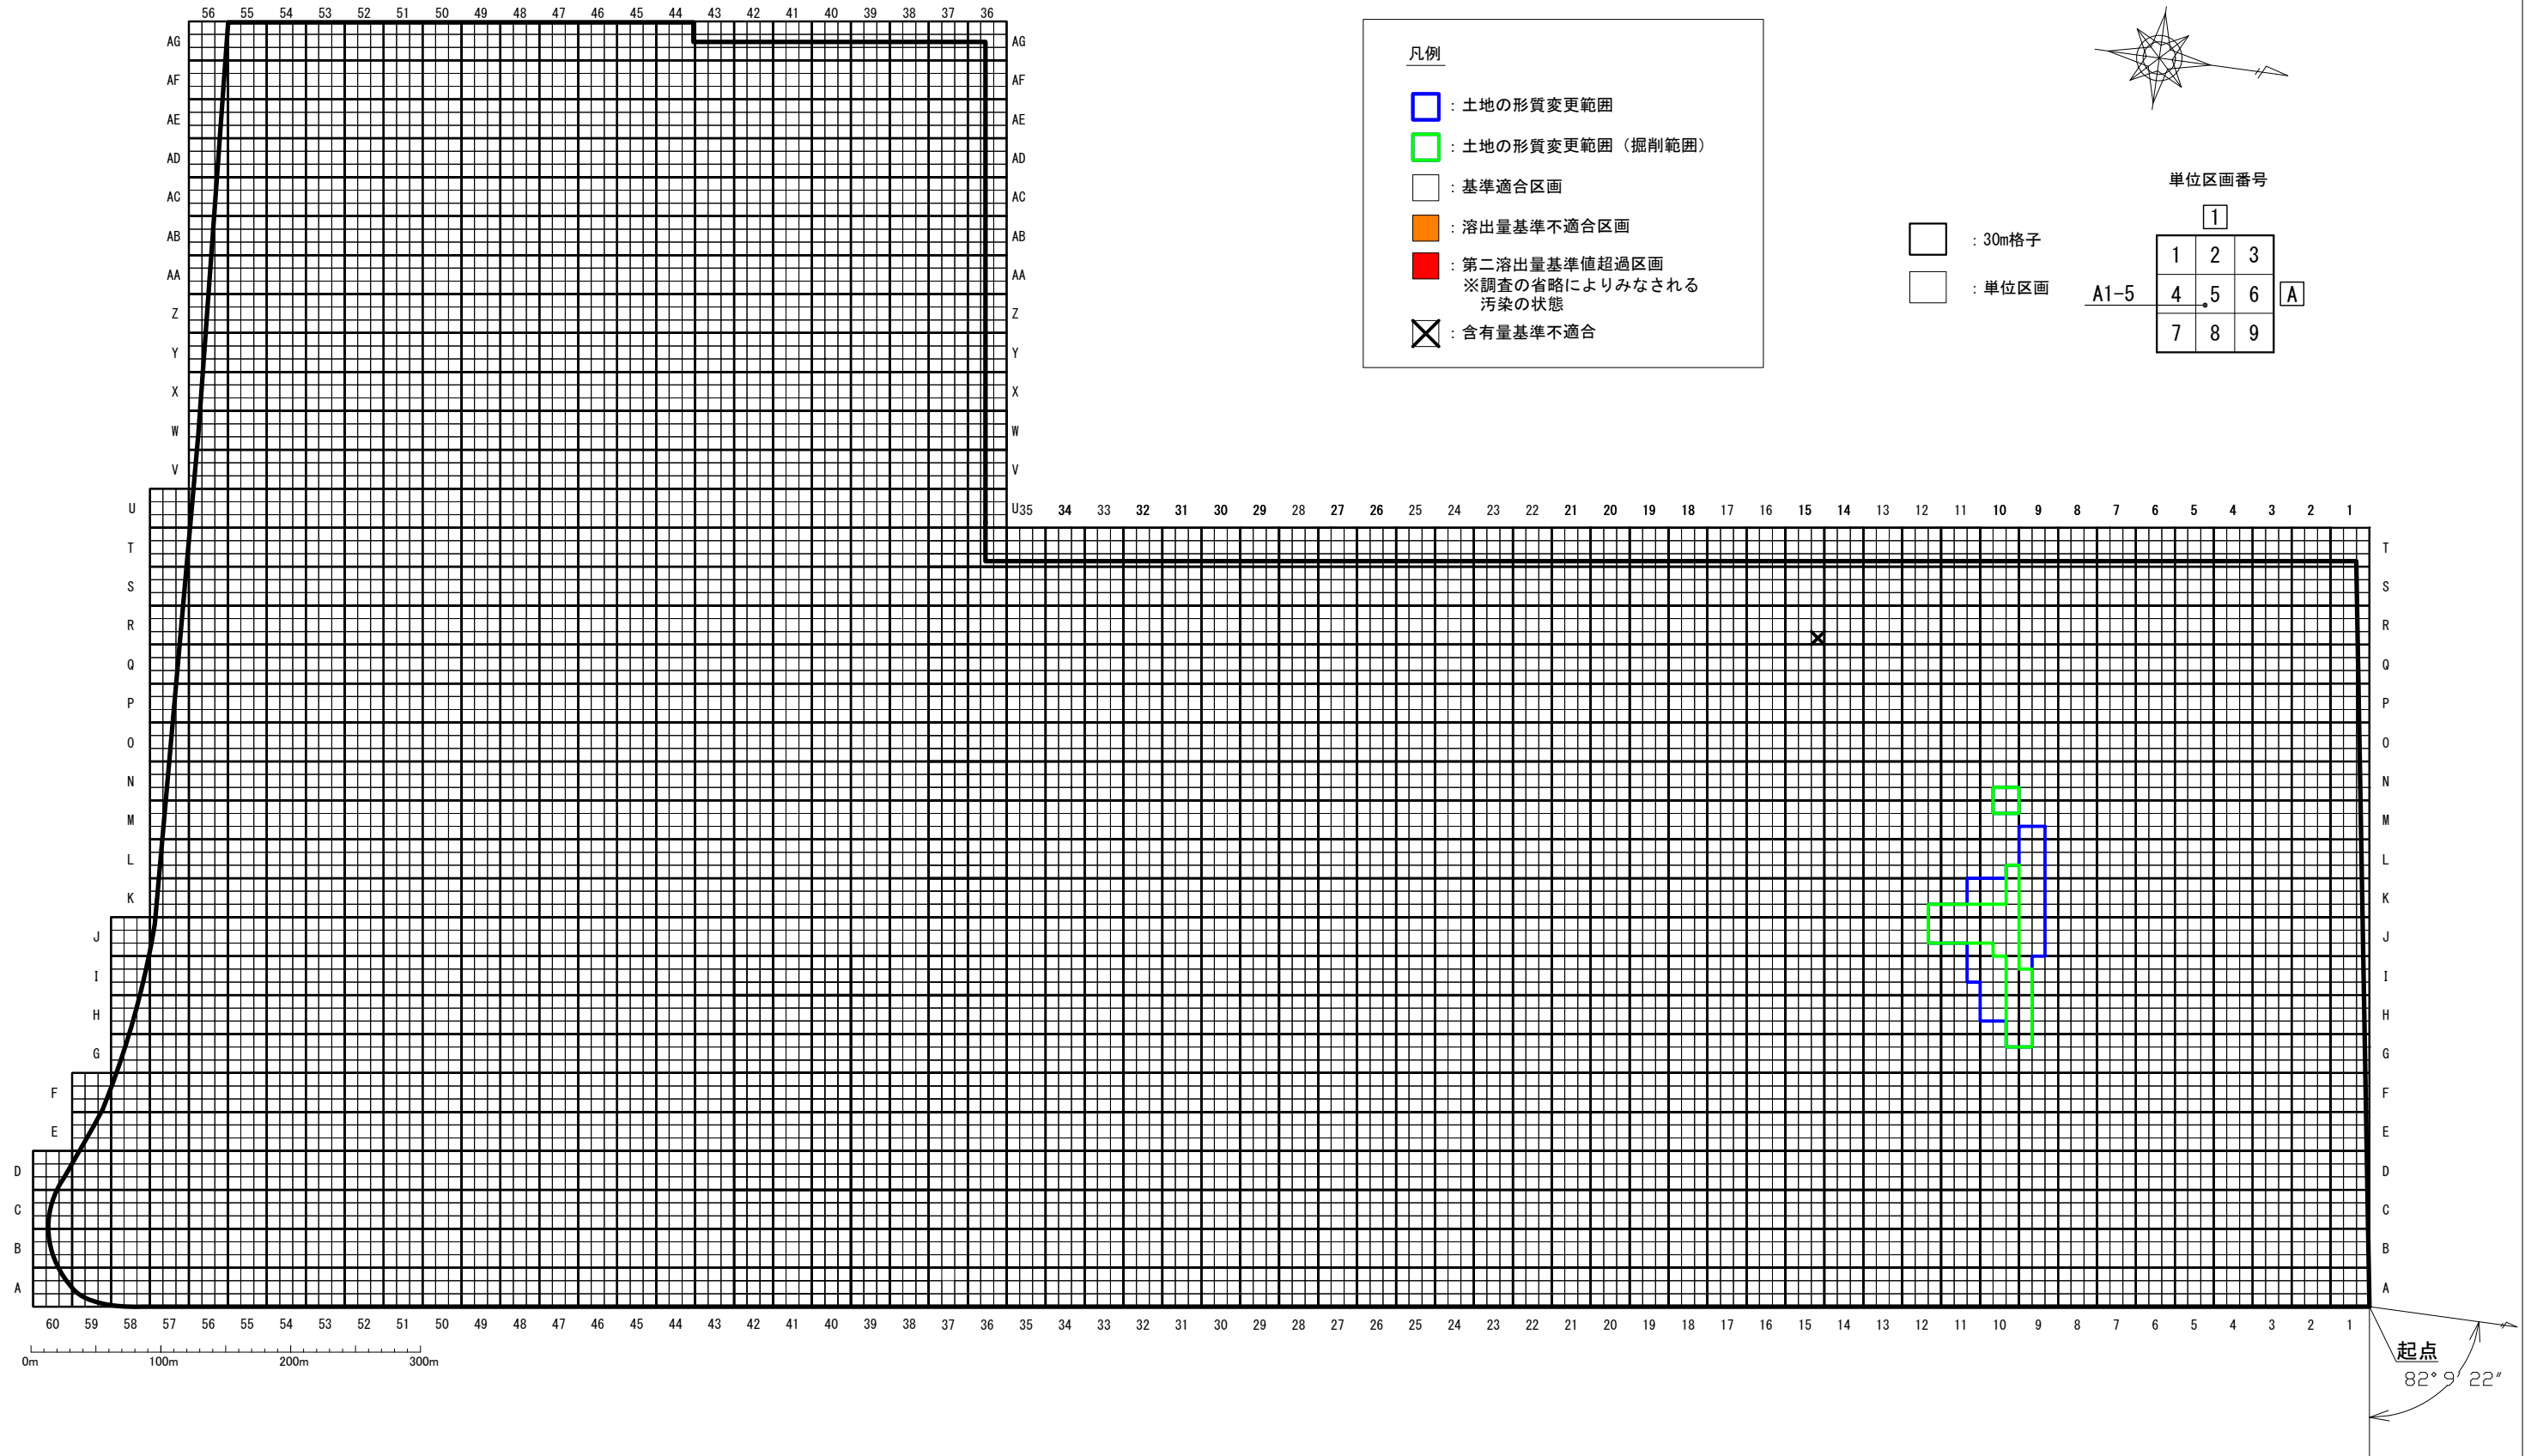 56 55 54 53 52 51 50 49 48 47 46 45 44 43 42 41 40 39 38 37 36
AG AG
AF AF
AE AE
AD AD
AC AC
AB AB
AA AA
Z Z
Y Y
X X
W W
V V
U U
35 34 33 32 31 30 29 28 27 26 25 24 23 22 21 20 19 18 17 16 15 14 13 12 11 10 9 8 7 6 5 4 3 2 1
T T
S S
R R
Q Q
P P
O O
N N
M M
L L
K K
J J
I I
H H
G G
F F
E E
D D
C C
B B
A A
60 59 58 57 56 55 54 53 52 51 50 49 48 47 46 45 44 43 42 41 40 39 38 37 36 35 34 33 32 31 30 29 28 27 26 25 24 23 22 21 20 19 18 17 16 15 14 13 12 11 10 9 8 7 6 5 4 3 2 1
0m 100m 200m 300m
凡例
：土地の形質変更範囲
：土地の形質変更範囲（掘削範囲）
：基準適合区画
：溶出量基準不適合区画
：第二溶出量基準値超過区画
※調査の省略によりみなされる
汚染の状態
：含有量基準不適合
：30m格子
：単位区画
単位区画番号
1
1 2 3
A1-5 4 5 6 A
7 8 9
起点
82°9′22″